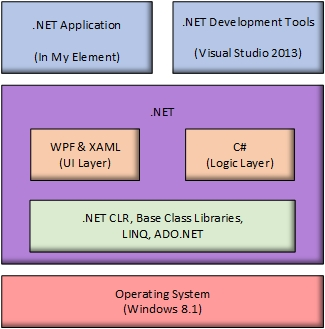 .NET Application
(In My Element)
.NET Development Tools
(Visual Studio 2013)
.NET
WPF & XAML
(UI Layer)
C#
(Logic Layer)
.NET CLR, Base Class Libraries,
LINQ, ADO.NET
Operating System
(Windows 8.1)